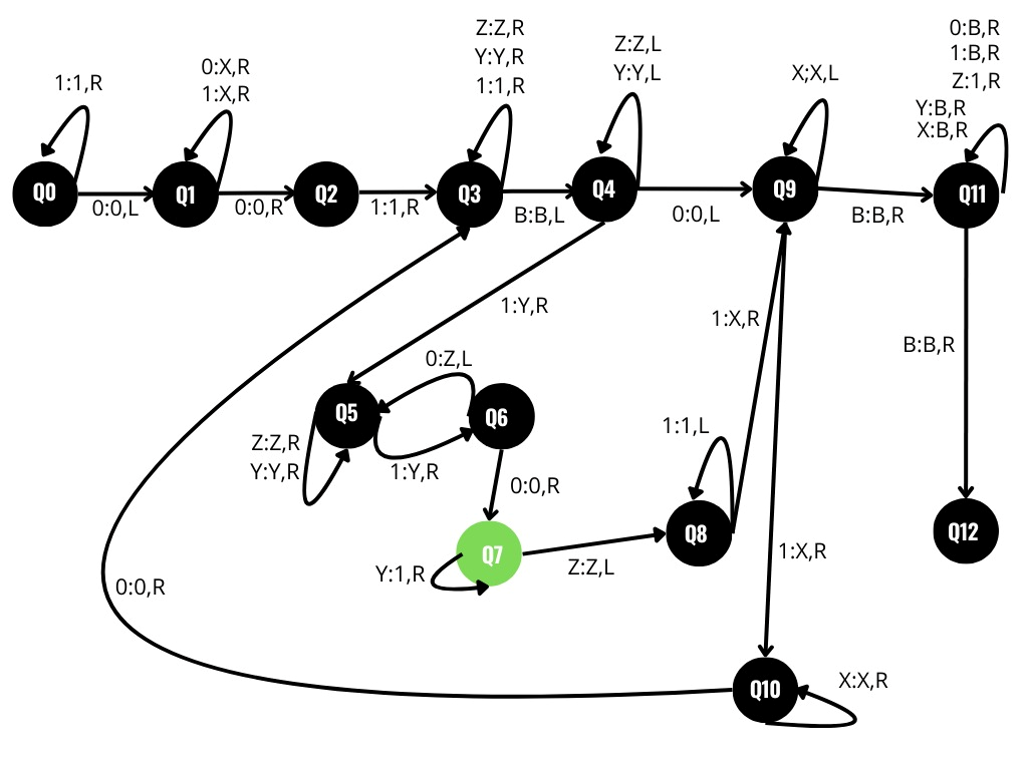 0:B,R
Z:Z,R
1:B,R
Z:Z,L
Y:Y,R
0:X,R
X;X,L
Y:Y,L
Z:1,R
1:1,R
1:1,R
1:X,R
Y:B,R
X:B,R
Q0
Q1
Q2
Q3
Q4
Q9
Q11
0:0,L
0:0,R
1:1,R
B:B,L
0:0,L
B:B,R
1:Y,R
1:X,R
B:B,R
0:Z,L
Q5
Q6
1:1,L
Z:Z,R
Y:Y,R
1:Y,R
0:0,R
Q8
Q12
Q7
1:X,R
Y:1,R
Z:Z,L
0:0,R
Q10
X:X,R